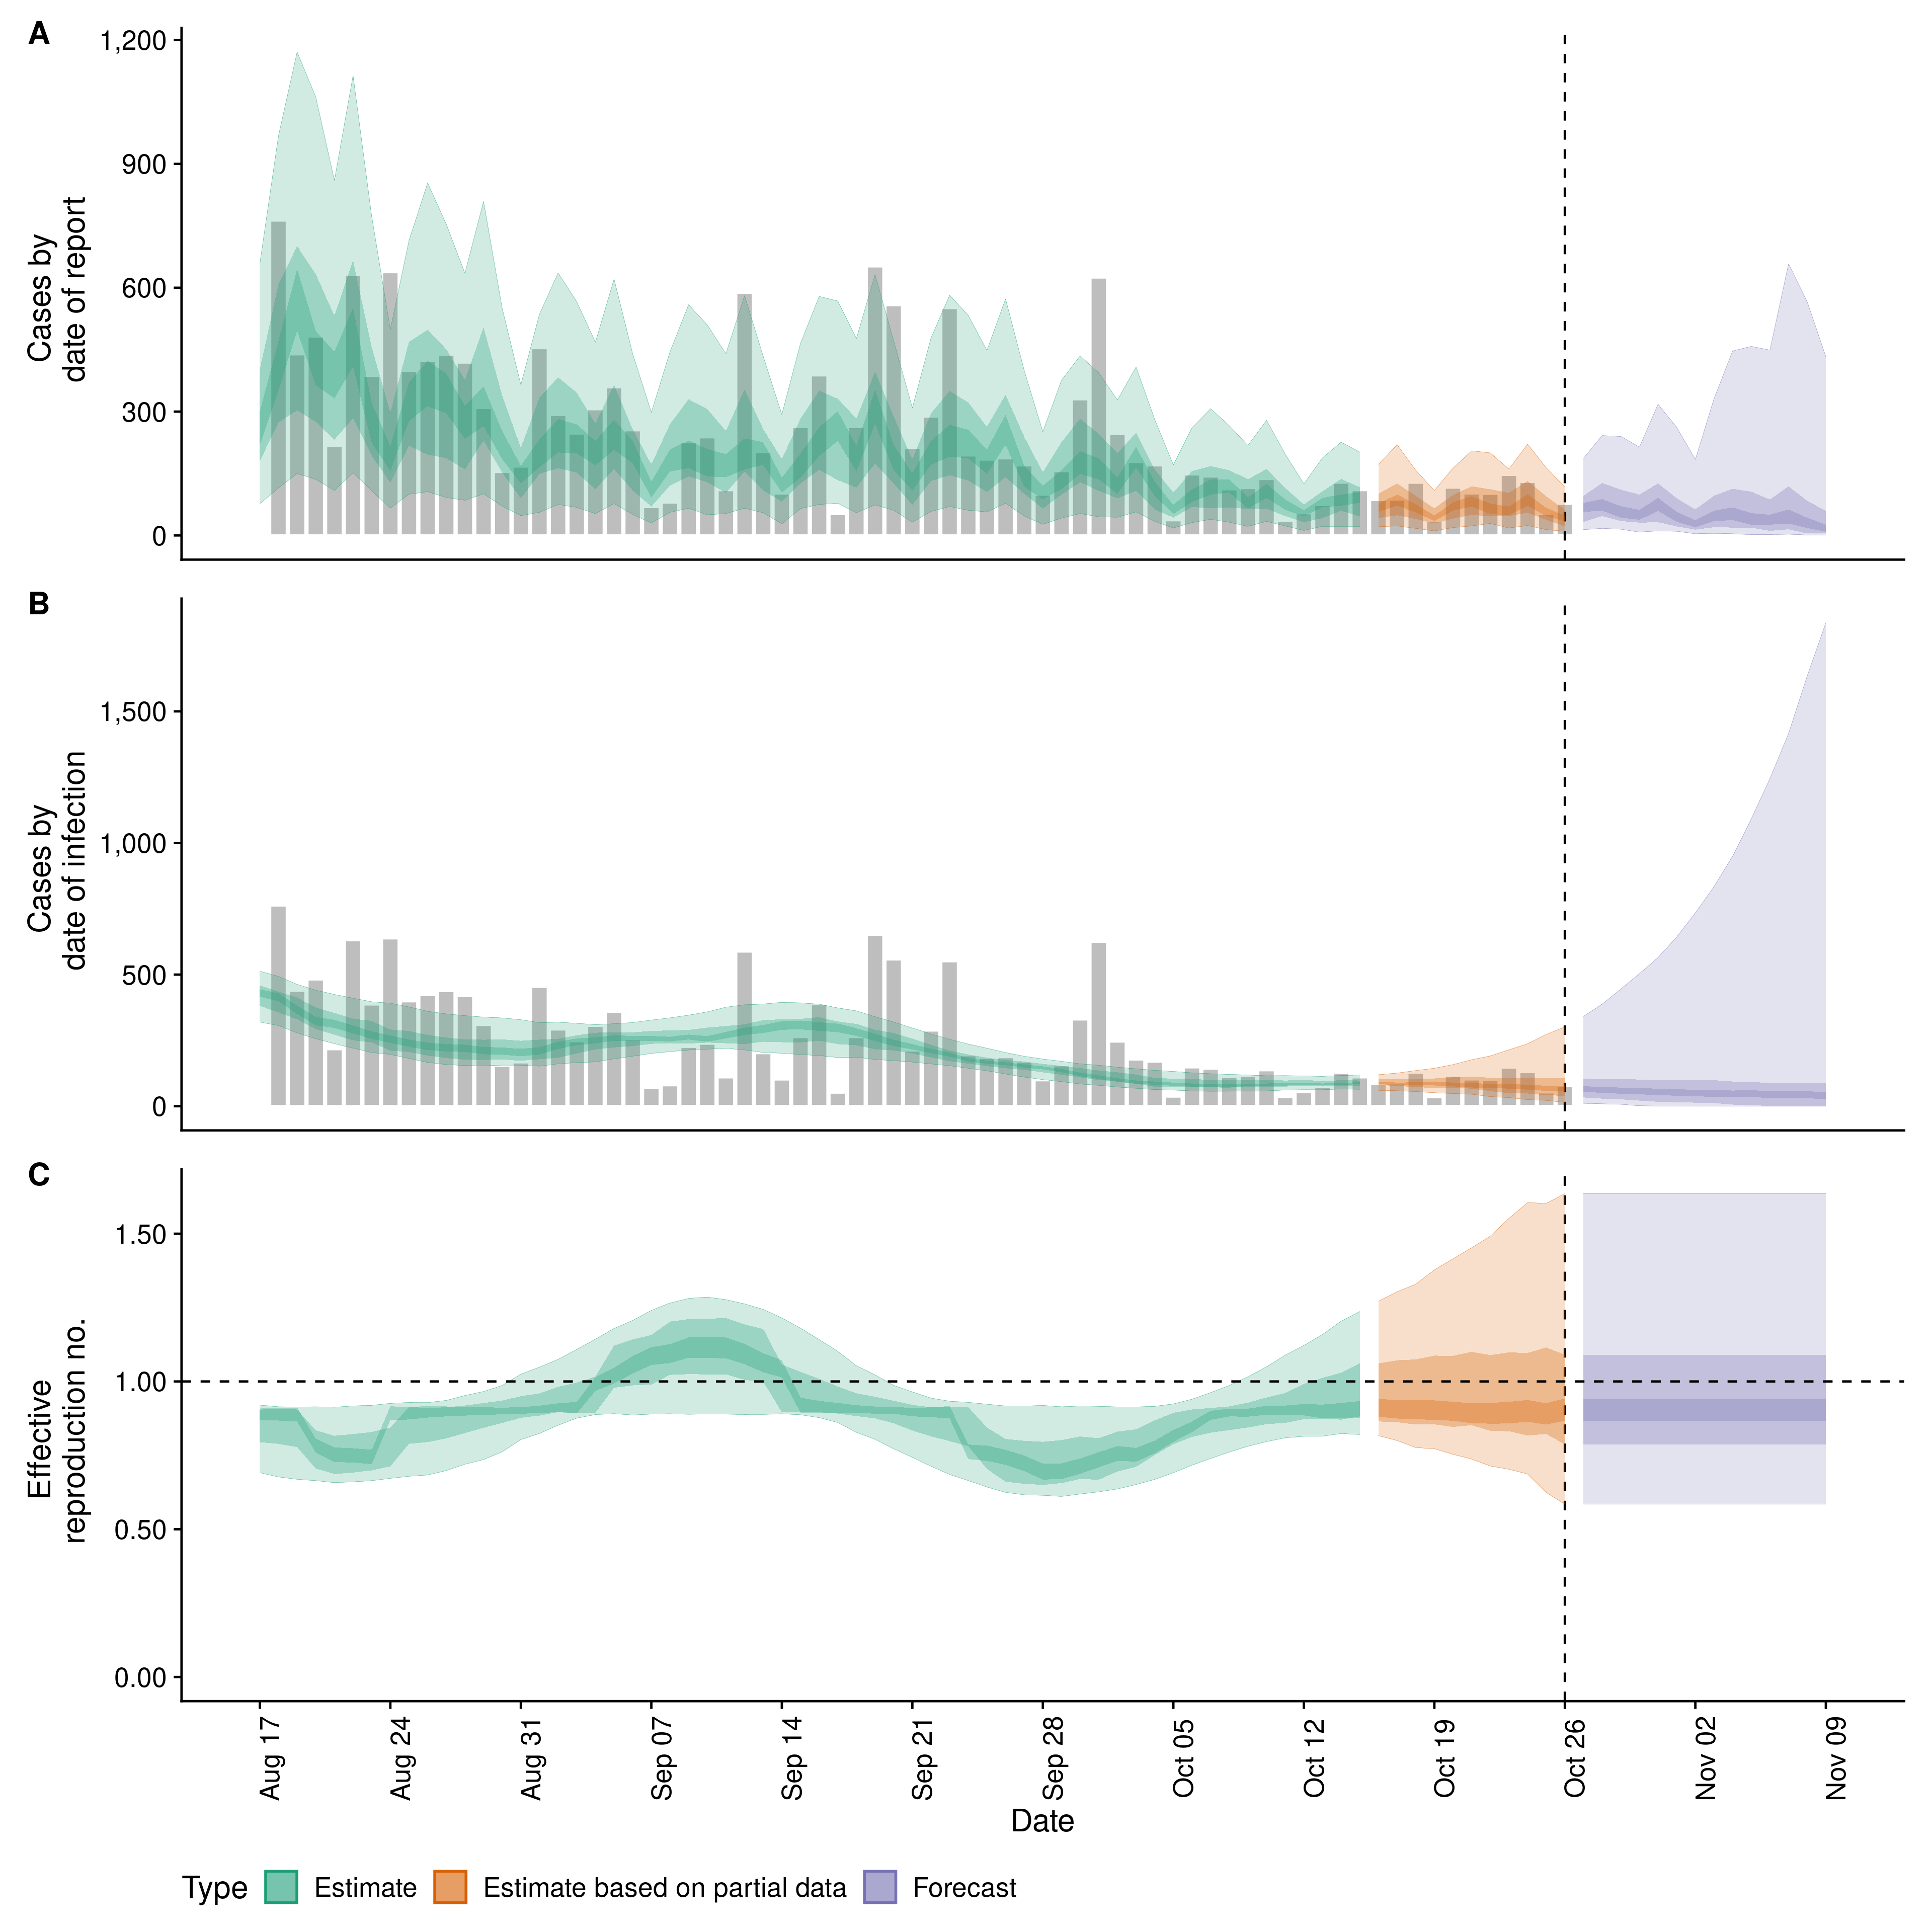 A
1,200
900
600
300
0
Cases by
date of report
B
1,500
1,000
500
0
Cases by
date of infection
C
1.50
1.00
0.50
0.00
Effective
reproduction no.
Aug 17
Aug 24
Aug 31
Sep 07
Sep 14
Sep 21
Sep 28
Oct 05
Oct 12
Oct 19
Oct 26
Nov 02
Nov 09
Date
Type Estimate Estimate based on partial data Forecast